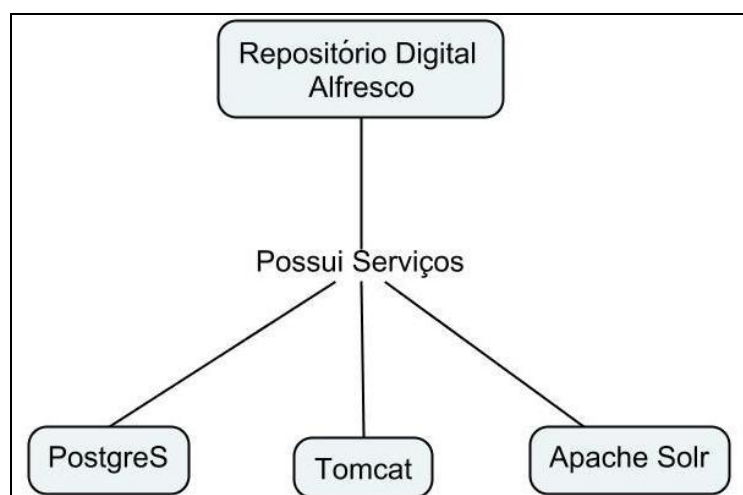 Repositório Digital
Alfresco
Possui Serviços
PostgreS
Tomcat
Apache Solr